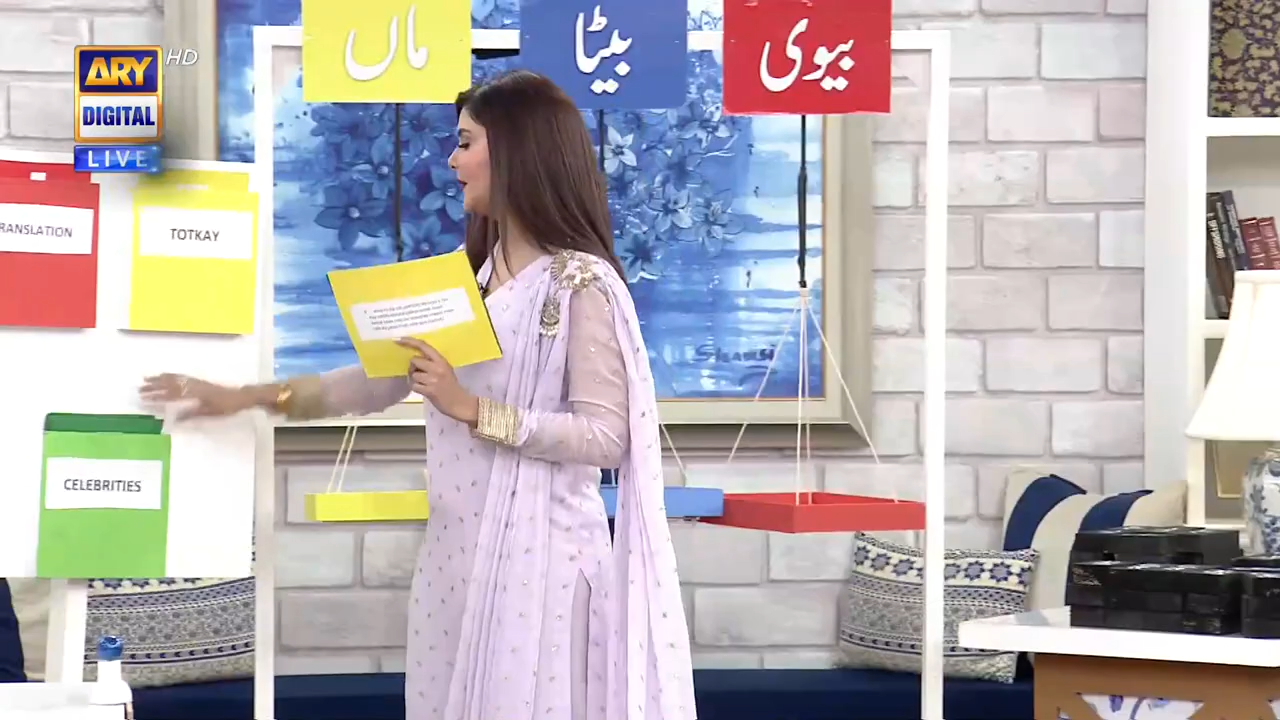 ماں
بیٹا
بیوی
ARY
HD
DIGITAL
LIVE
RANSLATION
TOTKAY
CELEBRITIES